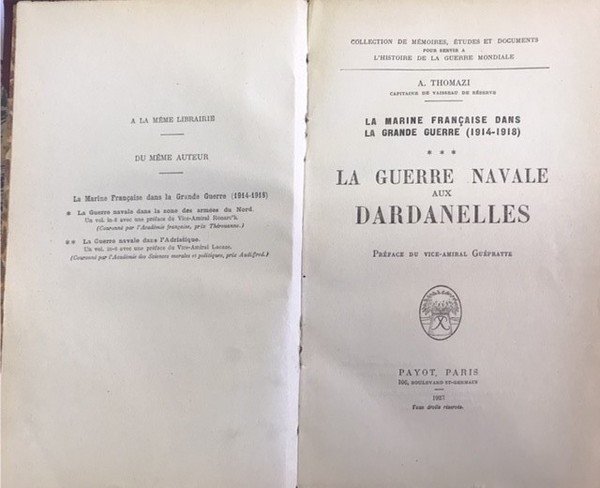 A LA MÊME LIBRAIRIE
DU MÊME AUTEUR
La Marine Française dans la Grande Guerre (1914-1918)
* La Guerre navale dans la zone des armées du Nord.
Un vol. in-8 avec une préface du Vice-Amiral Ronarc'h.
(Couronné par l'Académie française, prix Thérouanne.)
** La Guerre navale dans l'Adriatique.
Un vol. in-8 avec une préface du Vice-Amiral Lacaze.
(Couronné par l'Académie des Sciences morales et politiques, prix Audiffred.)
COLLECTION DE MÉMOIRES, ÉTUDES ET DOCUMENTS
POUR SERVIR A
L'HISTOIRE DE LA GUERRE MONDIALE
A. THOMAZI
CAPITAINE DE VAISSEAU DE RÉSERVE
LA MARINE FRANÇAISE DANS
LA GRANDE GUERRE (1914-1918)
* * *
LA GUERRE NAVALE
AUX
DARDANELLES
PRÉFACE DU VICE-AMIRAL GUÉPRATTE
PAYOT, PARIS
106, BOULEVARD ST-GERMAIN
1927
Tous droits réservés.